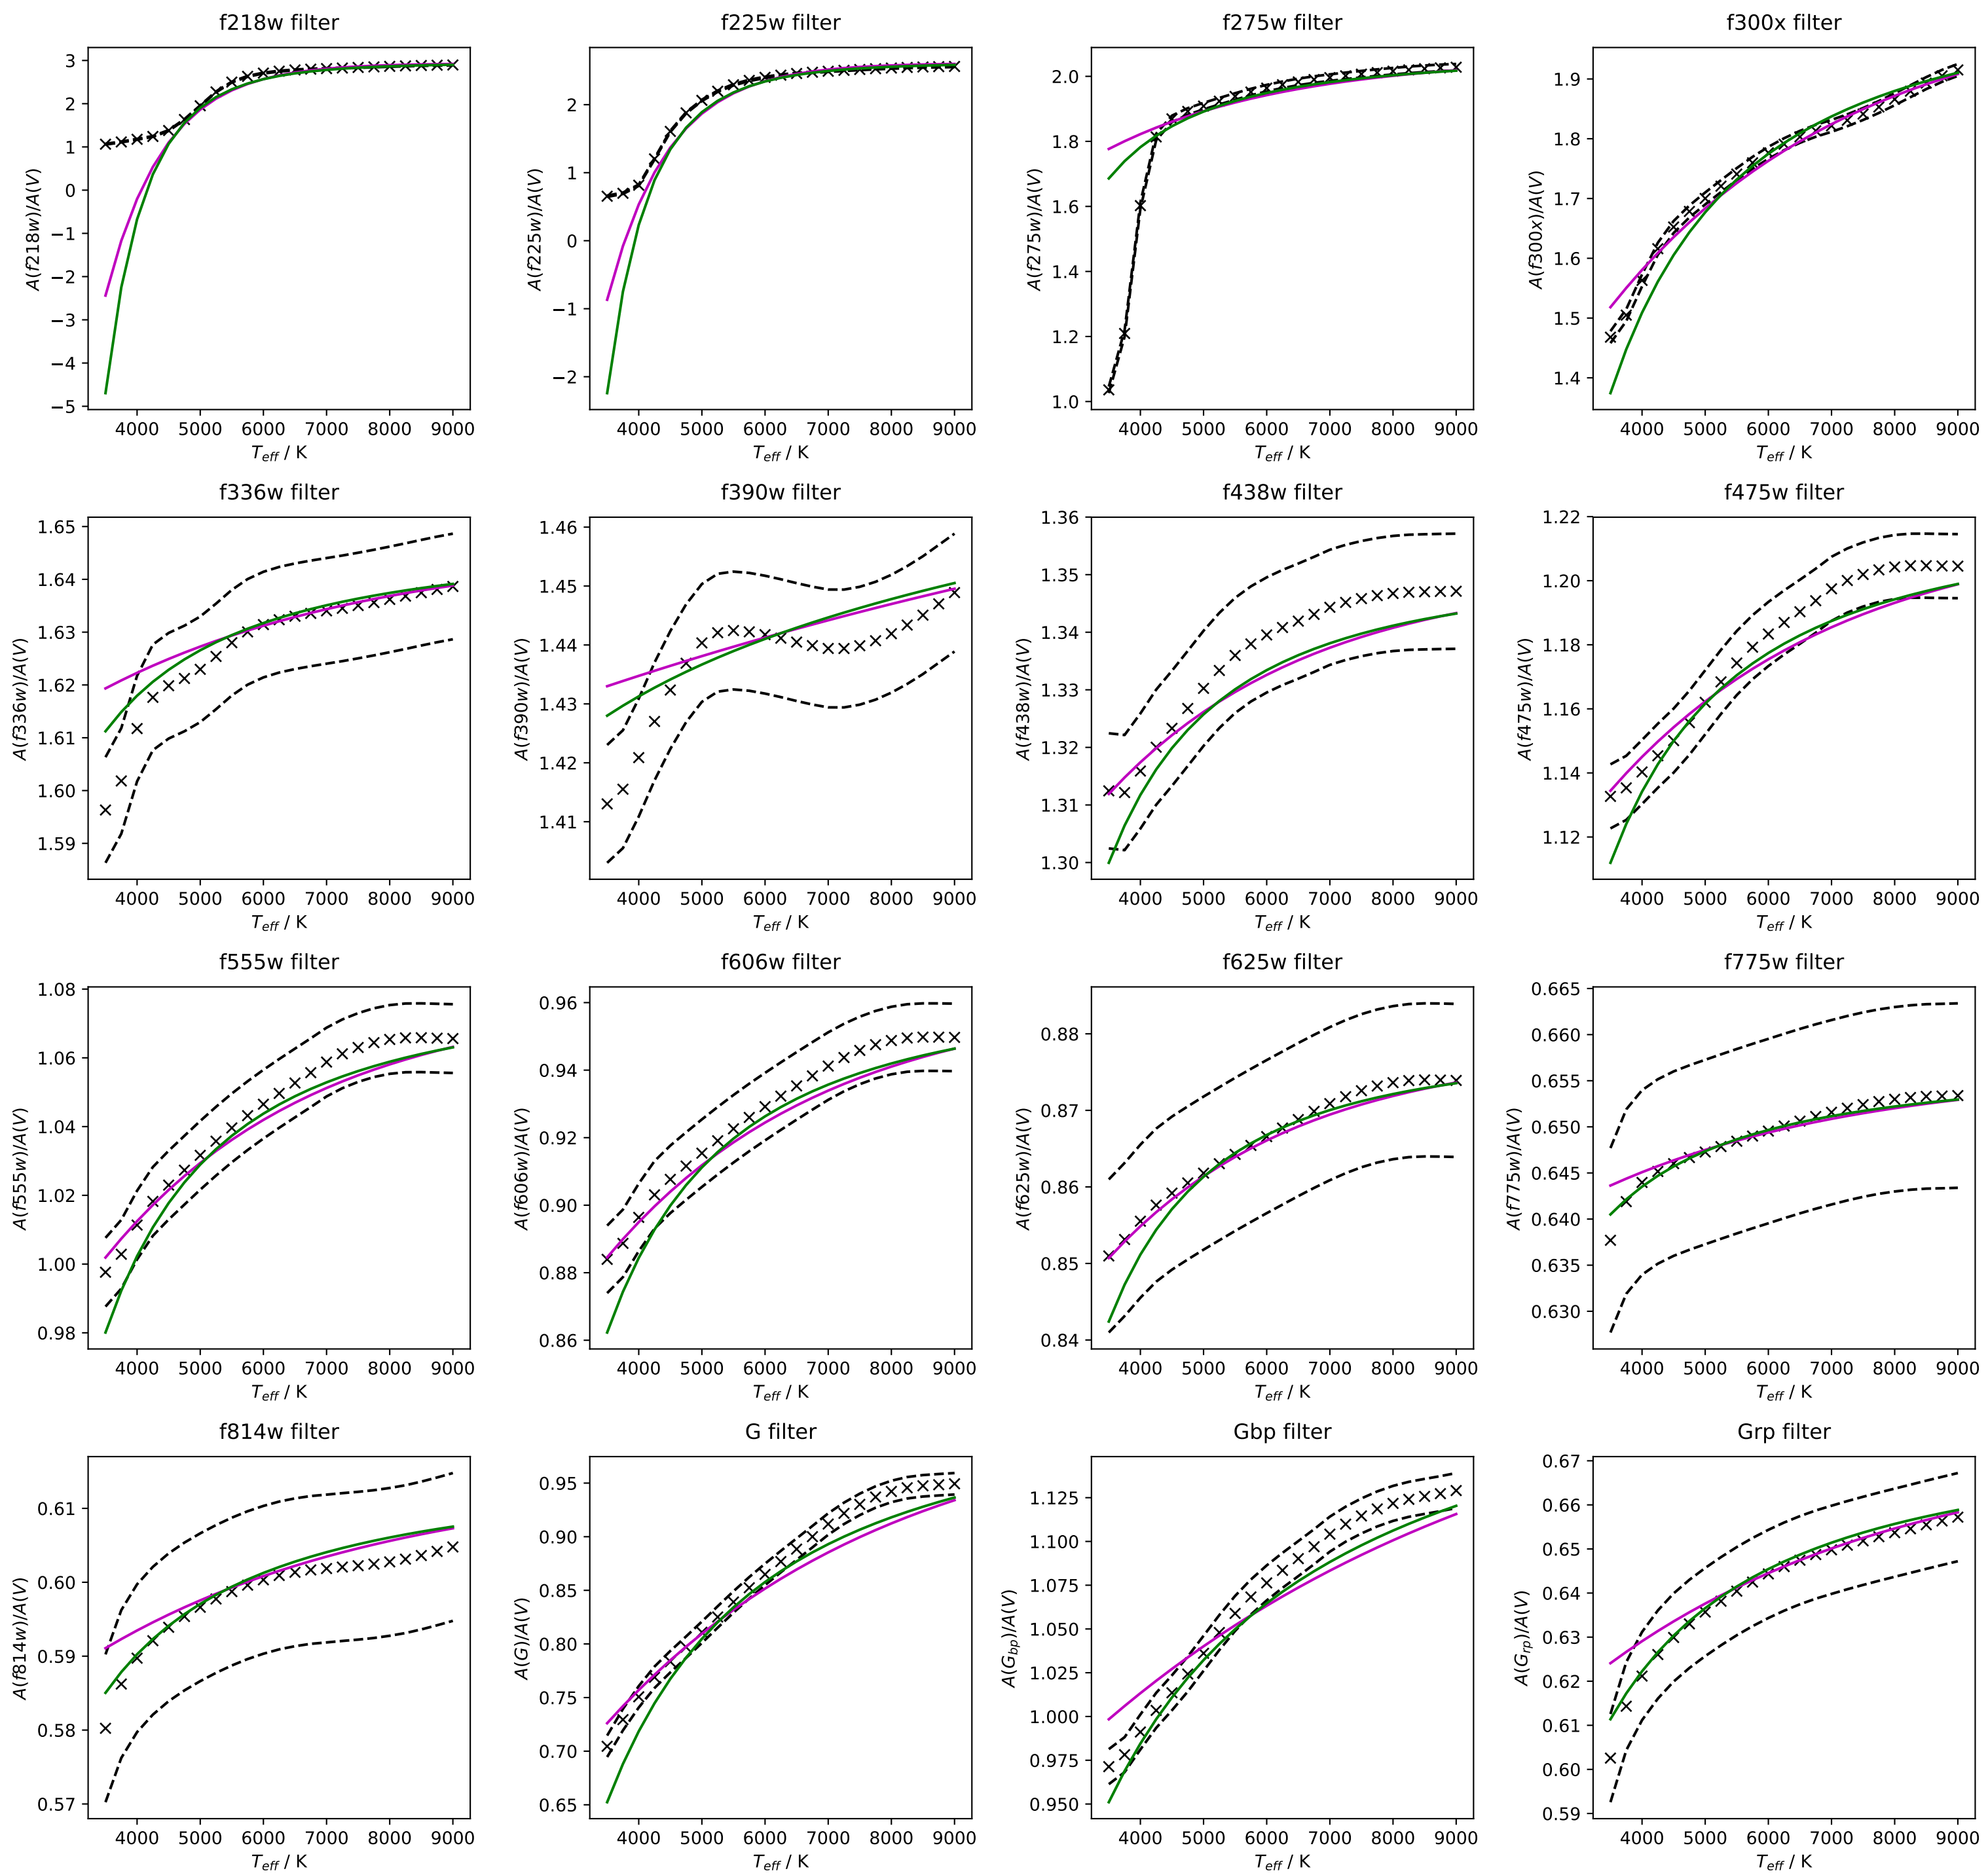 f218w filter
A(f218w)/A(V)
3
2
1
0
−1
−2
−3
−4
−5
4000 5000 6000 7000 8000 9000
T_eff / K
f225w filter
A(f225w)/A(V)
2
1
0
−1
−2
4000 5000 6000 7000 8000 9000
T_eff / K
f275w filter
A(f275w)/A(V)
2.0
1.8
1.6
1.4
1.2
1.0
4000 5000 6000 7000 8000 9000
T_eff / K
f300x filter
A(f300x)/A(V)
1.9
1.8
1.7
1.6
1.5
1.4
4000 5000 6000 7000 8000 9000
T_eff / K
f336w filter
A(f336w)/A(V)
1.65
1.64
1.63
1.62
1.61
1.60
1.59
4000 5000 6000 7000 8000 9000
T_eff / K
f390w filter
A(f390w)/A(V)
1.46
1.45
1.44
1.43
1.42
1.41
4000 5000 6000 7000 8000 9000
T_eff / K
f438w filter
A(f438w)/A(V)
1.36
1.35
1.34
1.33
1.32
1.31
1.30
4000 5000 6000 7000 8000 9000
T_eff / K
f475w filter
A(f475w)/A(V)
1.22
1.20
1.18
1.16
1.14
1.12
4000 5000 6000 7000 8000 9000
T_eff / K
f555w filter
A(f555w)/A(V)
1.08
1.06
1.04
1.02
1.00
0.98
4000 5000 6000 7000 8000 9000
T_eff / K
f606w filter
A(f606w)/A(V)
0.96
0.94
0.92
0.90
0.88
0.86
4000 5000 6000 7000 8000 9000
T_eff / K
f625w filter
A(f625w)/A(V)
0.88
0.87
0.86
0.85
0.84
4000 5000 6000 7000 8000 9000
T_eff / K
f775w filter
A(f775w)/A(V)
0.665
0.660
0.655
0.650
0.645
0.640
0.635
0.630
4000 5000 6000 7000 8000 9000
T_eff / K
f814w filter
A(f814w)/A(V)
0.61
0.60
0.59
0.58
0.57
4000 5000 6000 7000 8000 9000
T_eff / K
G filter
A(G)/A(V)
0.95
0.90
0.85
0.80
0.75
0.70
0.65
4000 5000 6000 7000 8000 9000
T_eff / K
Gbp filter
A(G_bp)/A(V)
1.125
1.100
1.075
1.050
1.025
1.000
0.975
0.950
4000 5000 6000 7000 8000 9000
T_eff / K
Grp filter
A(G_rp)/A(V)
0.67
0.66
0.65
0.64
0.63
0.62
0.61
0.60
0.59
4000 5000 6000 7000 8000 9000
T_eff / K